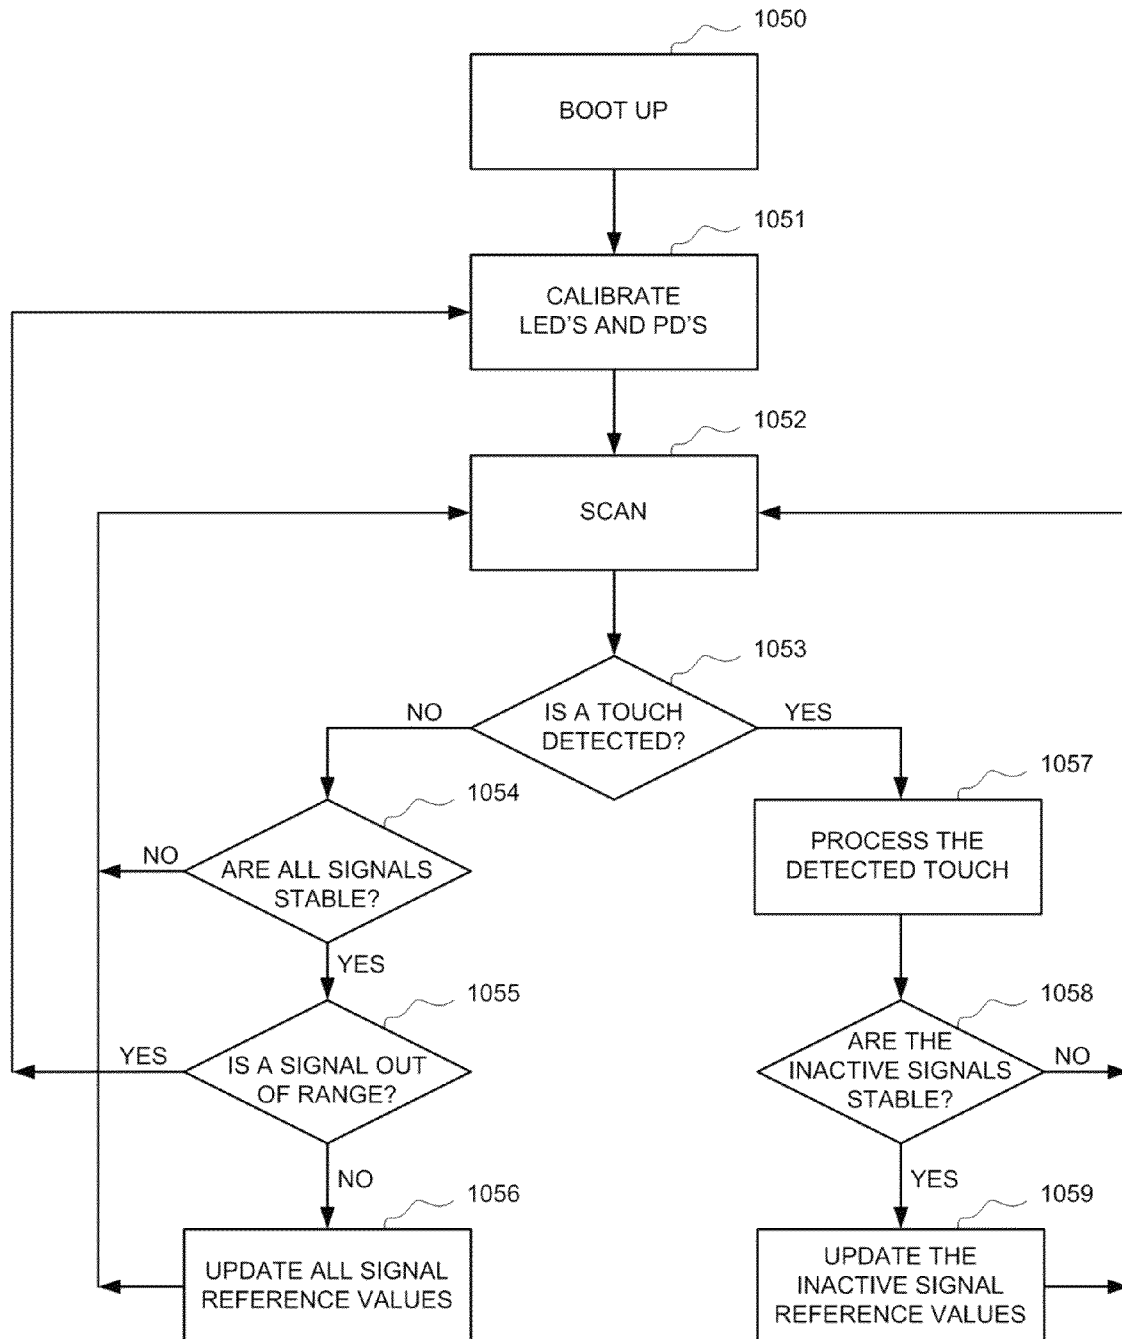 1050
BOOT UP
1051
CALIBRATE
LED'S AND PD'S
1052
SCAN
1053
IS A TOUCH
DETECTED?
NO
YES
1054
ARE ALL SIGNALS
STABLE?
NO
YES
1057
PROCESS THE
DETECTED TOUCH
1055
IS A SIGNAL OUT
OF RANGE?
YES
NO
1058
ARE THE
INACTIVE SIGNALS
STABLE?
NO
YES
1056
UPDATE ALL SIGNAL
REFERENCE VALUES
1059
UPDATE THE
INACTIVE SIGNAL
REFERENCE VALUES